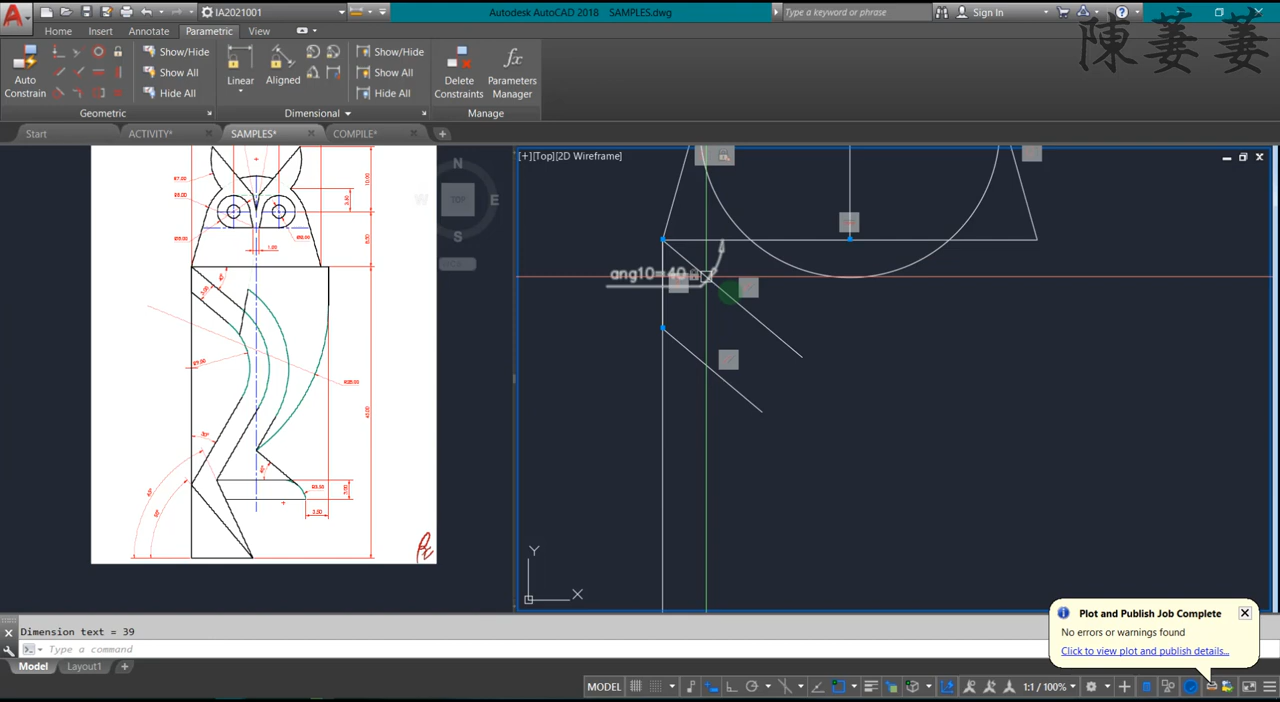 IA2021001
Autodesk AutoCAD 2018 SAMPLES.dwg
Type a keyword or phrase
Sign In
陳萋萋
Home
Insert
Annotate
Parametric
View
Auto
Constrain
Show/Hide
Show All
Hide All
Linear
Aligned
Show/Hide
Show All
Hide All
Delete
Constraints
fx
Parameters
Manager
Geometric
Dimensional
Manage
Start
ACTIVITY*
SAMPLES*
COMPILE*
[+][Top][2D Wireframe]
N
W
TOP
E
S
ang10=40
Y
X
Dimension text = 39
Type a command
Model
Layout1
Plot and Publish Job Complete
No errors or warnings found
Click to view plot and publish details...
MODEL
1:1 / 100%